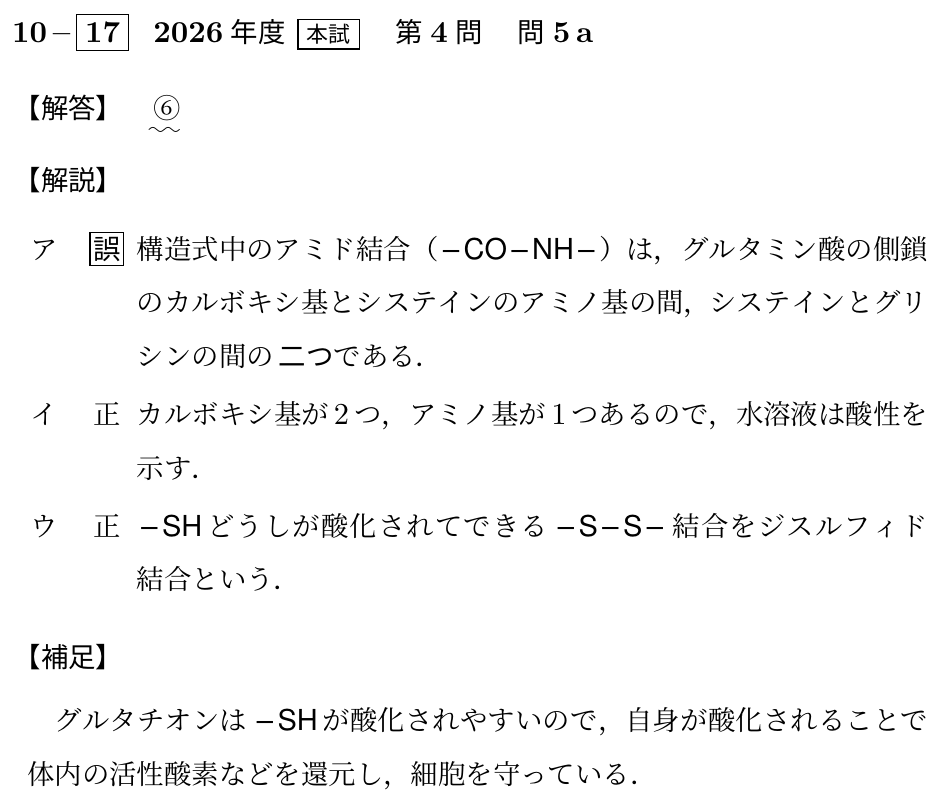 10－17 2026年度 本試 第4問 問5a
【解答】 ⑥
【解説】
ア 誤 構造式中のアミド結合（－CO－NH－）は，グルタミン酸の側鎖
のカルボキシ基とシステインのアミノ基の間，システインとグリ
シンの間の二つである．
イ 正 カルボキシ基が2つ，アミノ基が1つあるので，水溶液は酸性を
示す．
ウ 正 －SHどうしが酸化されてできる－S－S－結合をジスルフィド
結合という．
【補足】
グルタチオンは－SHが酸化されやすいので，自身が酸化されることで
体内の活性酸素などを還元し，細胞を守っている．